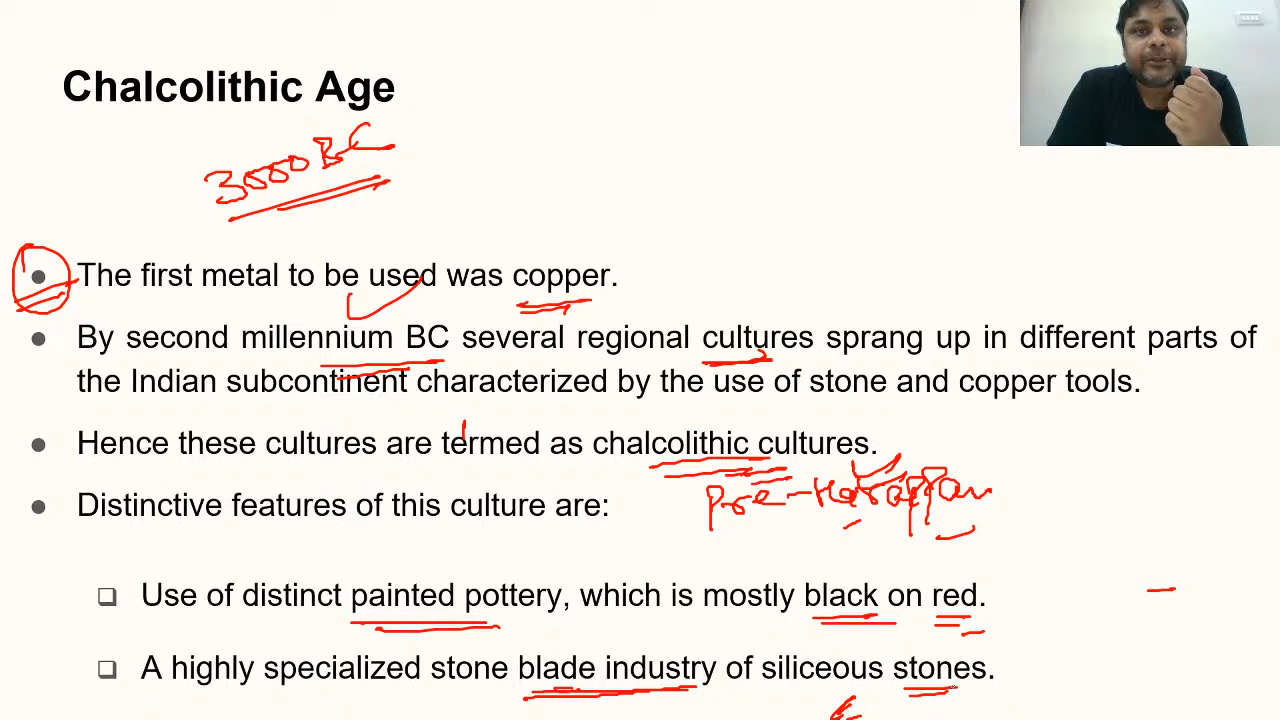 Chalcolithic Age
3000 BC
● The first metal to be used was copper.
● By second millennium BC several regional cultures sprang up in different parts of
the Indian subcontinent characterized by the use of stone and copper tools.
● Hence these cultures are termed as chalcolithic cultures.
Pre-Harappan
● Distinctive features of this culture are:
❑ Use of distinct painted pottery, which is mostly black on red.
❑ A highly specialized stone blade industry of siliceous stones.